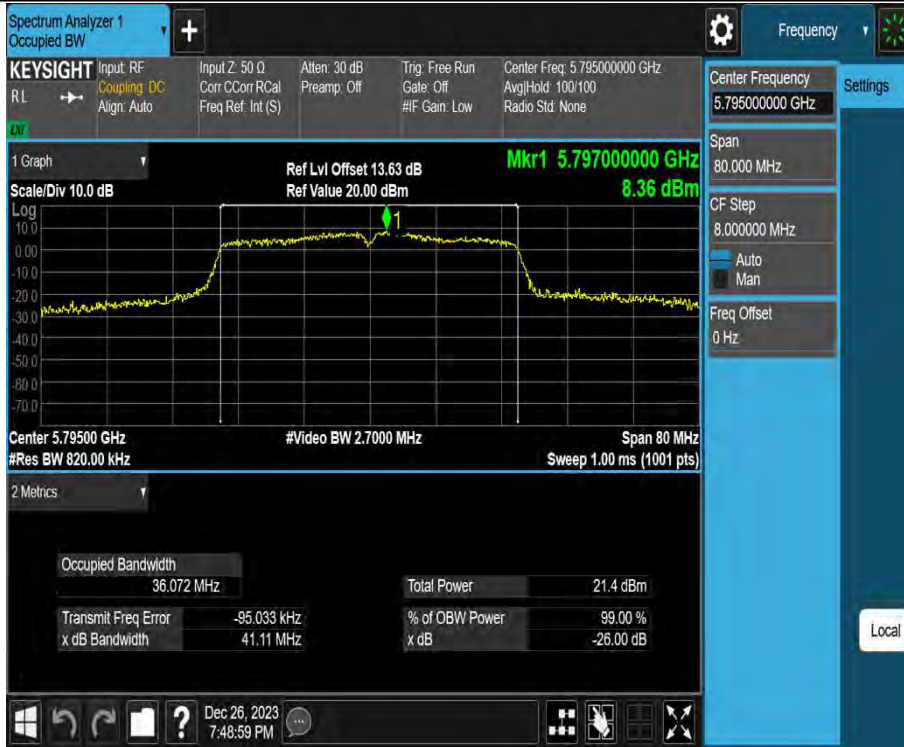 Spectrum Analyzer 1
Occupied BW
+
Frequency
KEYSIGHT
Input: RF
Input Z: 50 Ω
Atten: 30 dB
Trig: Free Run
Center Freq: 5.795000000 GHz
RL
Coupling: DC
Corr CCorr RCal
Preamp: Off
Gate: Off
Avg|Hold: 100/100
Align: Auto
Freq Ref: Int (S)
#IF Gain: Low
Radio Std: None
LXI
Center Frequency
5.795000000 GHz
Settings
Span
80.000 MHz
CF Step
8.000000 MHz
Auto
Man
Freq Offset
0 Hz
Local
1 Graph
Ref Lvl Offset 13.63 dB
Mkr1 5.797000000 GHz
Scale/Div 10.0 dB
Ref Value 20.00 dBm
8.36 dBm
Log
1
10.0
0.00
-10.0
-20.0
-30.0
-40.0
-50.0
-60.0
-70.0
Center 5.79500 GHz
#Video BW 2.7000 MHz
Span 80 MHz
#Res BW 820.00 kHz
Sweep 1.00 ms (1001 pts)
2 Metrics
Occupied Bandwidth
36.072 MHz
Total Power
21.4 dBm
Transmit Freq Error
-95.033 kHz
% of OBW Power
99.00 %
x dB Bandwidth
41.11 MHz
x dB
-26.00 dB
?
Dec 26, 2023
7:48:59 PM